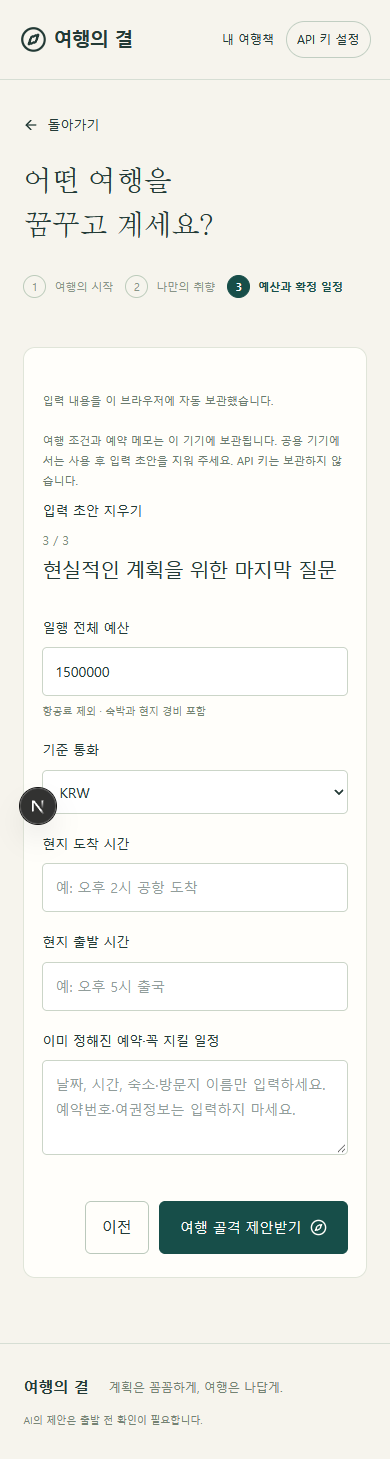 여행의 결
내 여행책
API 키 설정
돌아가기
어떤 여행을
꿈꾸고 계세요?
1 여행의 시작 2 나만의 취향 3 예산과 확정 일정
입력 내용을 이 브라우저에 자동 보관했습니다.
여행 조건과 예약 메모는 이 기기에 보관됩니다. 공용 기기에
서는 사용 후 입력 초안을 지워 주세요. API 키는 보관하지 않
습니다.
입력 초안 지우기
3 / 3
현실적인 계획을 위한 마지막 질문
일행 전체 예산
1500000
항공료 제외 · 숙박과 현지 경비 포함
기준 통화
KRW
N
현지 도착 시간
예: 오후 2시 공항 도착
현지 출발 시간
예: 오후 5시 출국
이미 정해진 예약·꼭 지킬 일정
날짜, 시간, 숙소·방문지 이름만 입력하세요.
예약번호·여권정보는 입력하지 마세요.
이전
여행 골격 제안받기
여행의 결
계획은 꼼꼼하게, 여행은 나답게.
AI의 제안은 출발 전 확인이 필요합니다.